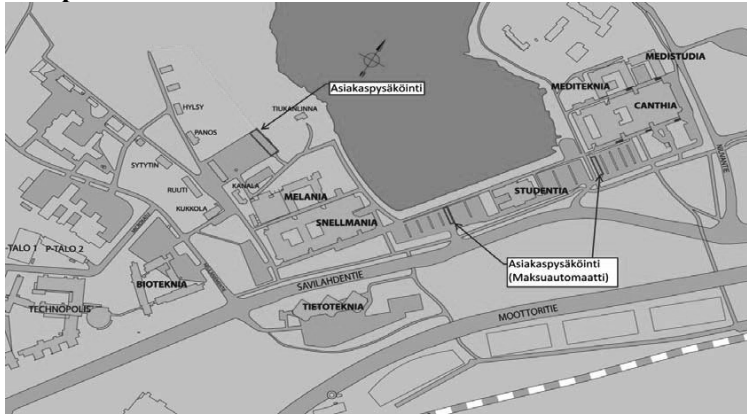 MEDISTUDIA
MEDITEKNIA
Asiakaspysäköinti
CANTHIA
HYLSY
TIUKANLINNA
PANOS
SYTYTIN
RUUTI
KANALA
STUDENTIA
MELANIA
KUKKOLA
SNELLMANIA
-TALO 1
P-TALO 2
Asiakaspysäköinti
(Maksuautomaatti)
BIOTEKNIA
SAVILAHDENTIE
TECHNOPOLIS
TIETOTEKNIA
MOOTTORITIE